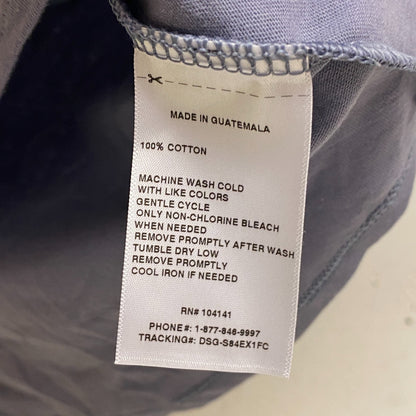 MADE IN GUATEMALA
100% COTTON
MACHINE WASH COLD
WITH LIKE COLORS
GENTLE CYCLE
ONLY NON-CHLORINE BLEACH
WHEN NEEDED
REMOVE PROMPTLY AFTER WASH
TUMBLE DRY LOW
REMOVE PROMPTLY
COOL IRON IF NEEDED
RN# 104141
PHONE#: 1-877-846-9997
TRACKING#: DSG-S84EX1FC